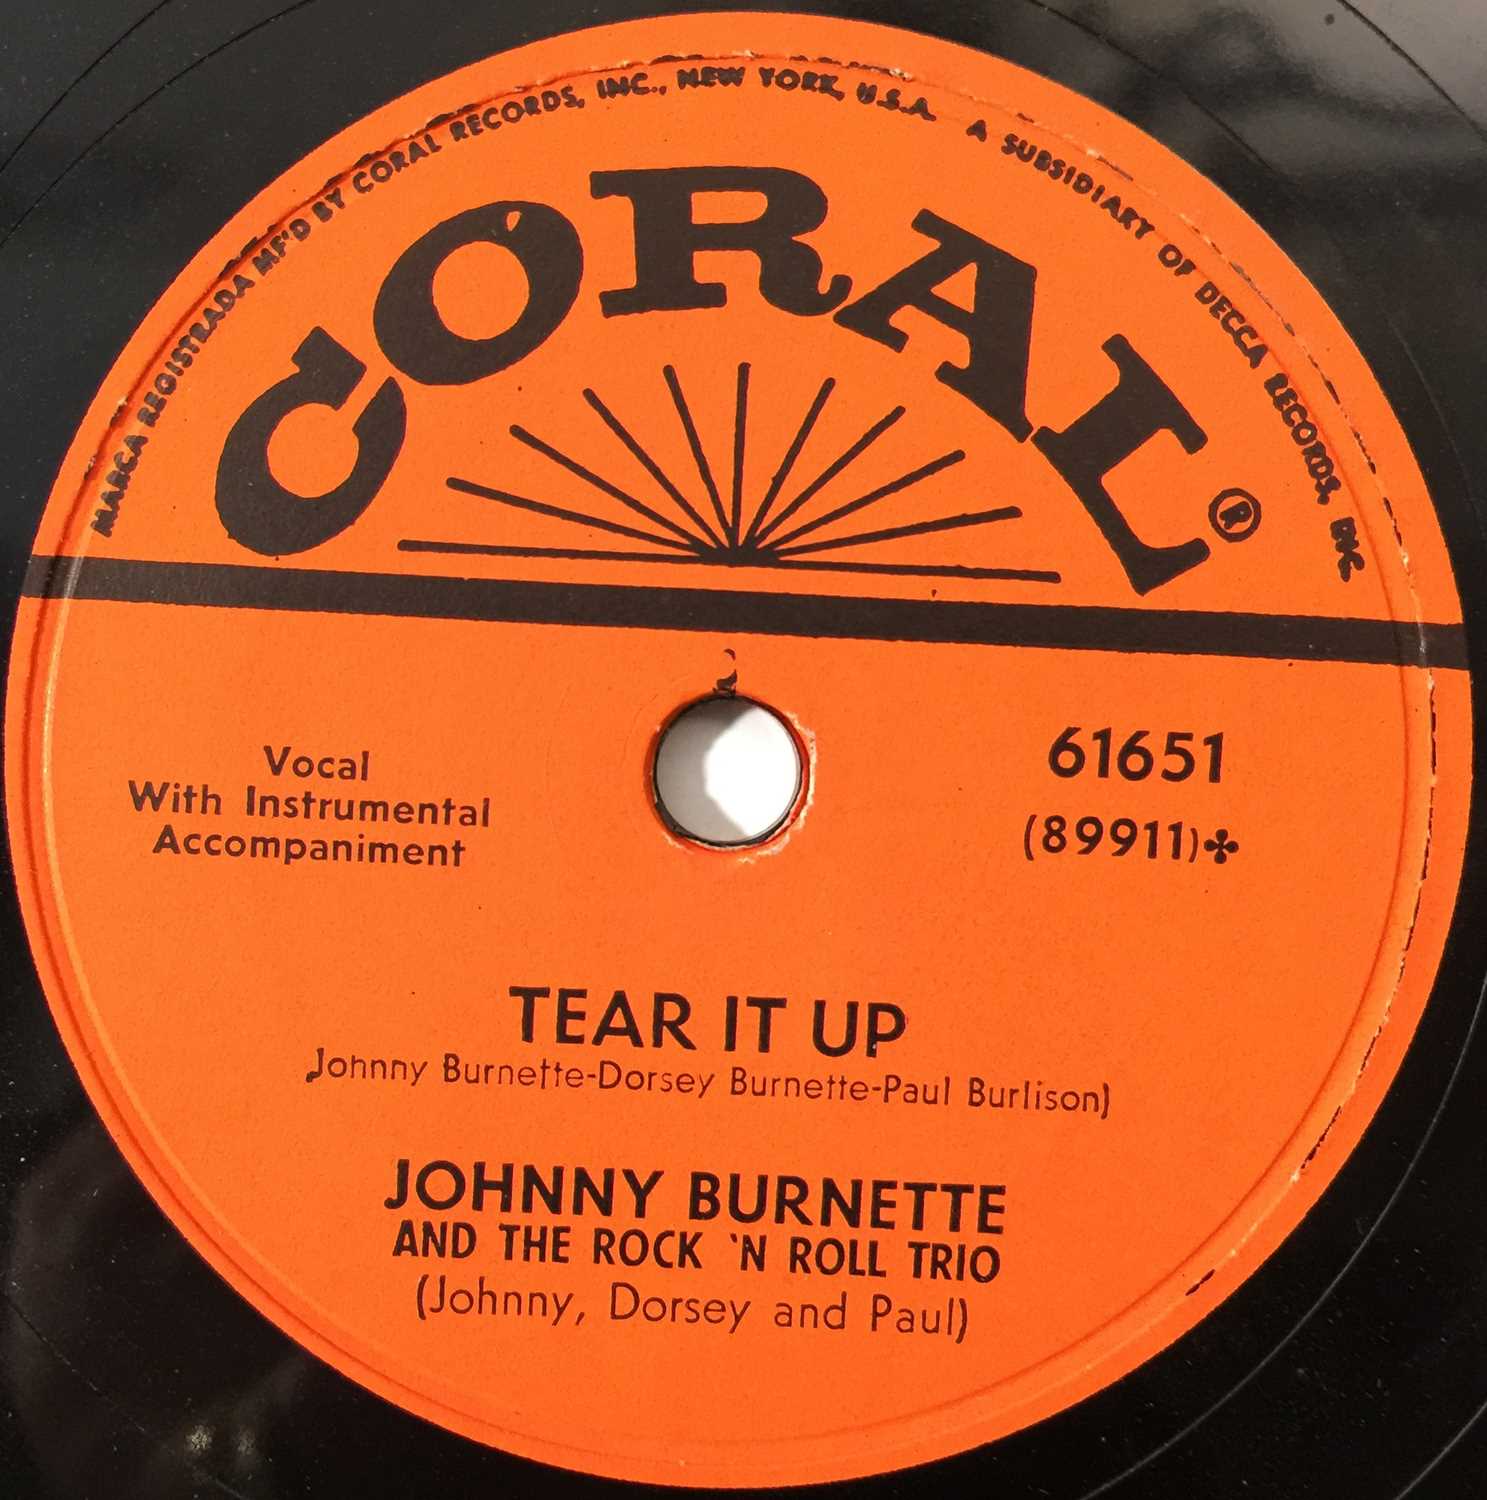 MARCA REGISTRADA MF'D BY CORAL RECORDS, INC., NEW YORK, U.S.A. A SUBSIDIARY OF DECCA RECORDS, INC.
CORAL®
Vocal
With Instrumental
Accompaniment
61651
(89911)✤
TEAR IT UP
Johnny Burnette-Dorsey Burnette-Paul Burlison)
JOHNNY BURNETTE
AND THE ROCK 'N ROLL TRIO
(Johnny, Dorsey and Paul)